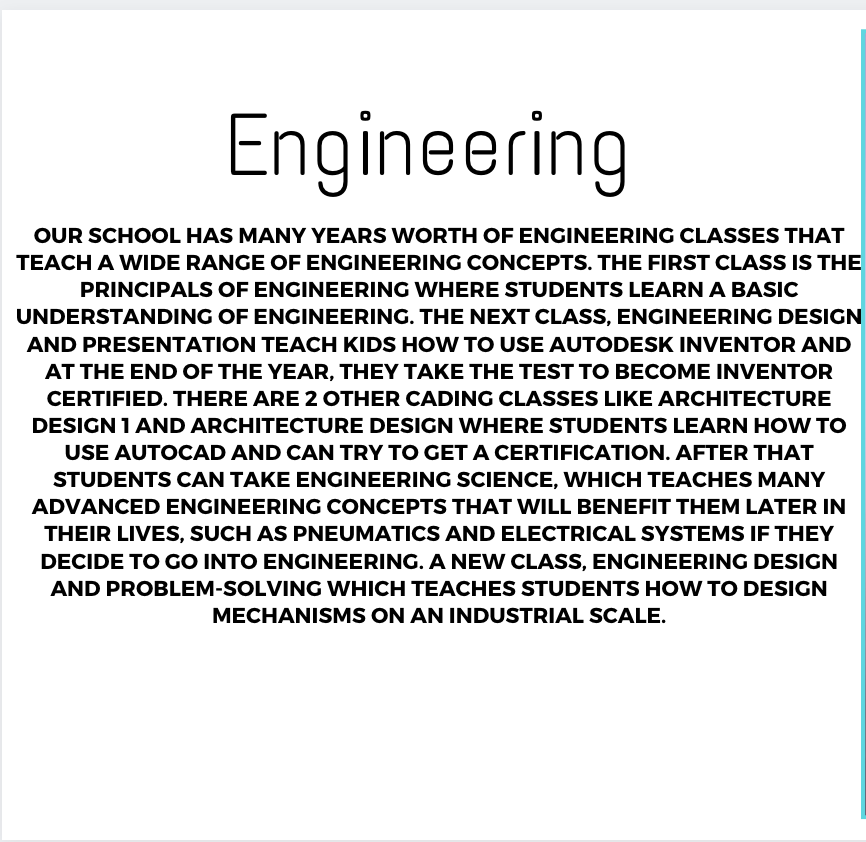 Engineering
OUR SCHOOL HAS MANY YEARS WORTH OF ENGINEERING CLASSES THAT
TEACH A WIDE RANGE OF ENGINEERING CONCEPTS. THE FIRST CLASS IS THE
PRINCIPALS OF ENGINEERING WHERE STUDENTS LEARN A BASIC
UNDERSTANDING OF ENGINEERING. THE NEXT CLASS, ENGINEERING DESIGN
AND PRESENTATION TEACH KIDS HOW TO USE AUTODESK INVENTOR AND
AT THE END OF THE YEAR, THEY TAKE THE TEST TO BECOME INVENTOR
CERTIFIED. THERE ARE 2 OTHER CADING CLASSES LIKE ARCHITECTURE
DESIGN 1 AND ARCHITECTURE DESIGN WHERE STUDENTS LEARN HOW TO
USE AUTOCAD AND CAN TRY TO GET A CERTIFICATION. AFTER THAT
STUDENTS CAN TAKE ENGINEERING SCIENCE, WHICH TEACHES MANY
ADVANCED ENGINEERING CONCEPTS THAT WILL BENEFIT THEM LATER IN
THEIR LIVES, SUCH AS PNEUMATICS AND ELECTRICAL SYSTEMS IF THEY
DECIDE TO GO INTO ENGINEERING. A NEW CLASS, ENGINEERING DESIGN
AND PROBLEM-SOLVING WHICH TEACHES STUDENTS HOW TO DESIGN
MECHANISMS ON AN INDUSTRIAL SCALE.